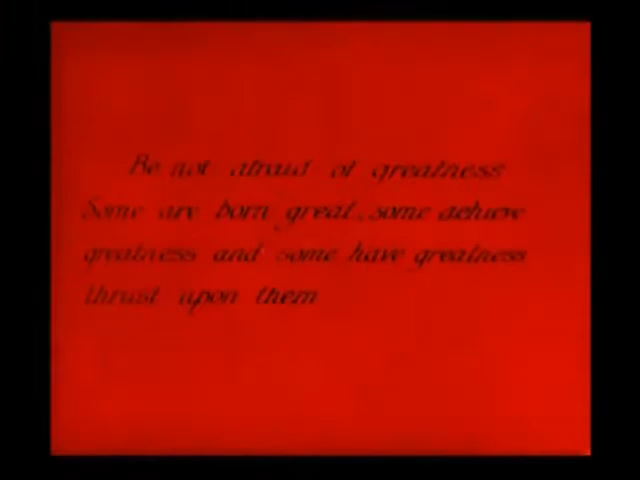 Be not afraid of greatness
Some are born great, some achieve
greatness and some have greatness
thrust upon them